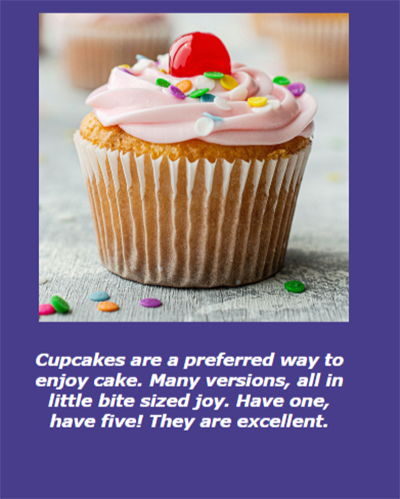 Cupcakes are a preferred way to
enjoy cake. Many versions, all in
little bite sized joy. Have one,
have five! They are excellent.